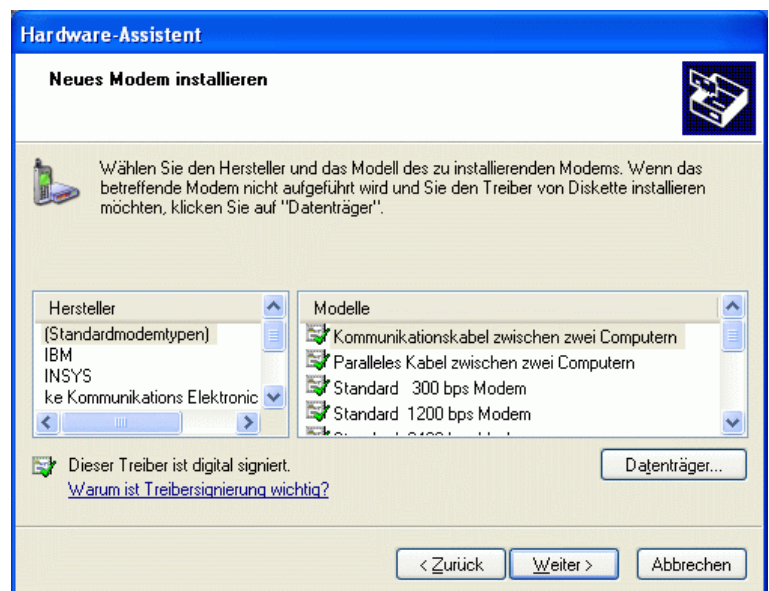 Hardware-Assistent
Neues Modem installieren
Wählen Sie den Hersteller und das Modell des zu installierenden Modems. Wenn das
betreffende Modem nicht aufgeführt wird und Sie den Treiber von Diskette installieren
möchten, klicken Sie auf "Datenträger".
Hersteller
(Standardmodemtypen)
IBM
INSYS
ke Kommunikations Elektronic
Modelle
Kommunikationskabel zwischen zwei Computern
Paralleles Kabel zwischen zwei Computern
Standard 300 bps Modem
Standard 1200 bps Modem
Dieser Treiber ist digital signiert.
Warum ist Treibersignierung wichtig?
Datenträger...
< Zurück
Weiter >
Abbrechen